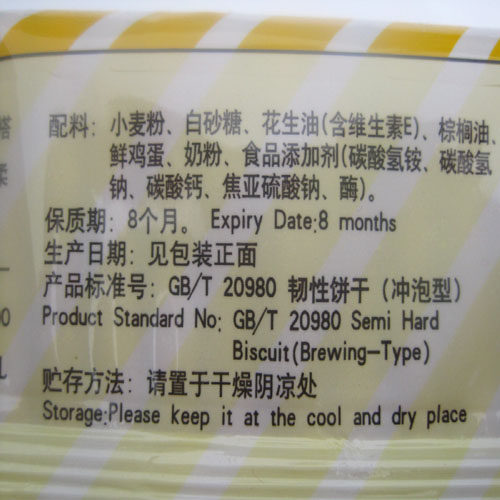 配料：小麦粉、白砂糖、花生油(含维生素E)、棕榈油、
鲜鸡蛋、奶粉、食品添加剂(碳酸氢铵、碳酸氢
钠、碳酸钙、焦亚硫酸钠、酶)。
保质期：8个月。 Expiry Date:8 months
生产日期：见包装正面
产品标准号：GB/T 20980 韧性饼干（冲泡型）
Product Standard No: GB/T 20980 Semi Hard
Biscuit(Brewing-Type)
贮存方法：请置于干燥阴凉处
Storage:Please keep it at the cool and dry place